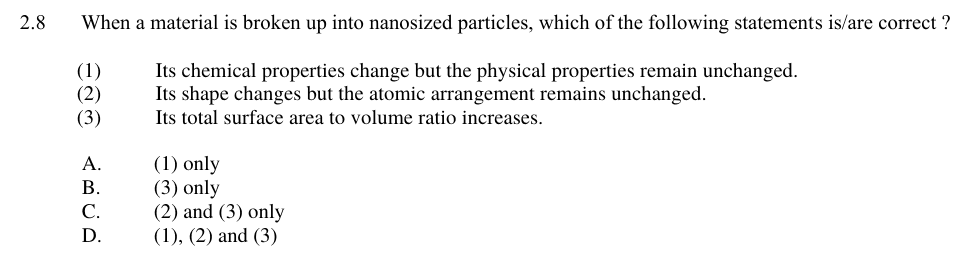 2.8 When a material is broken up into nanosized particles, which of the following statements is/are correct ?
(1) Its chemical properties change but the physical properties remain unchanged.
(2) Its shape changes but the atomic arrangement remains unchanged.
(3) Its total surface area to volume ratio increases.
A. (1) only
B. (3) only
C. (2) and (3) only
D. (1), (2) and (3)